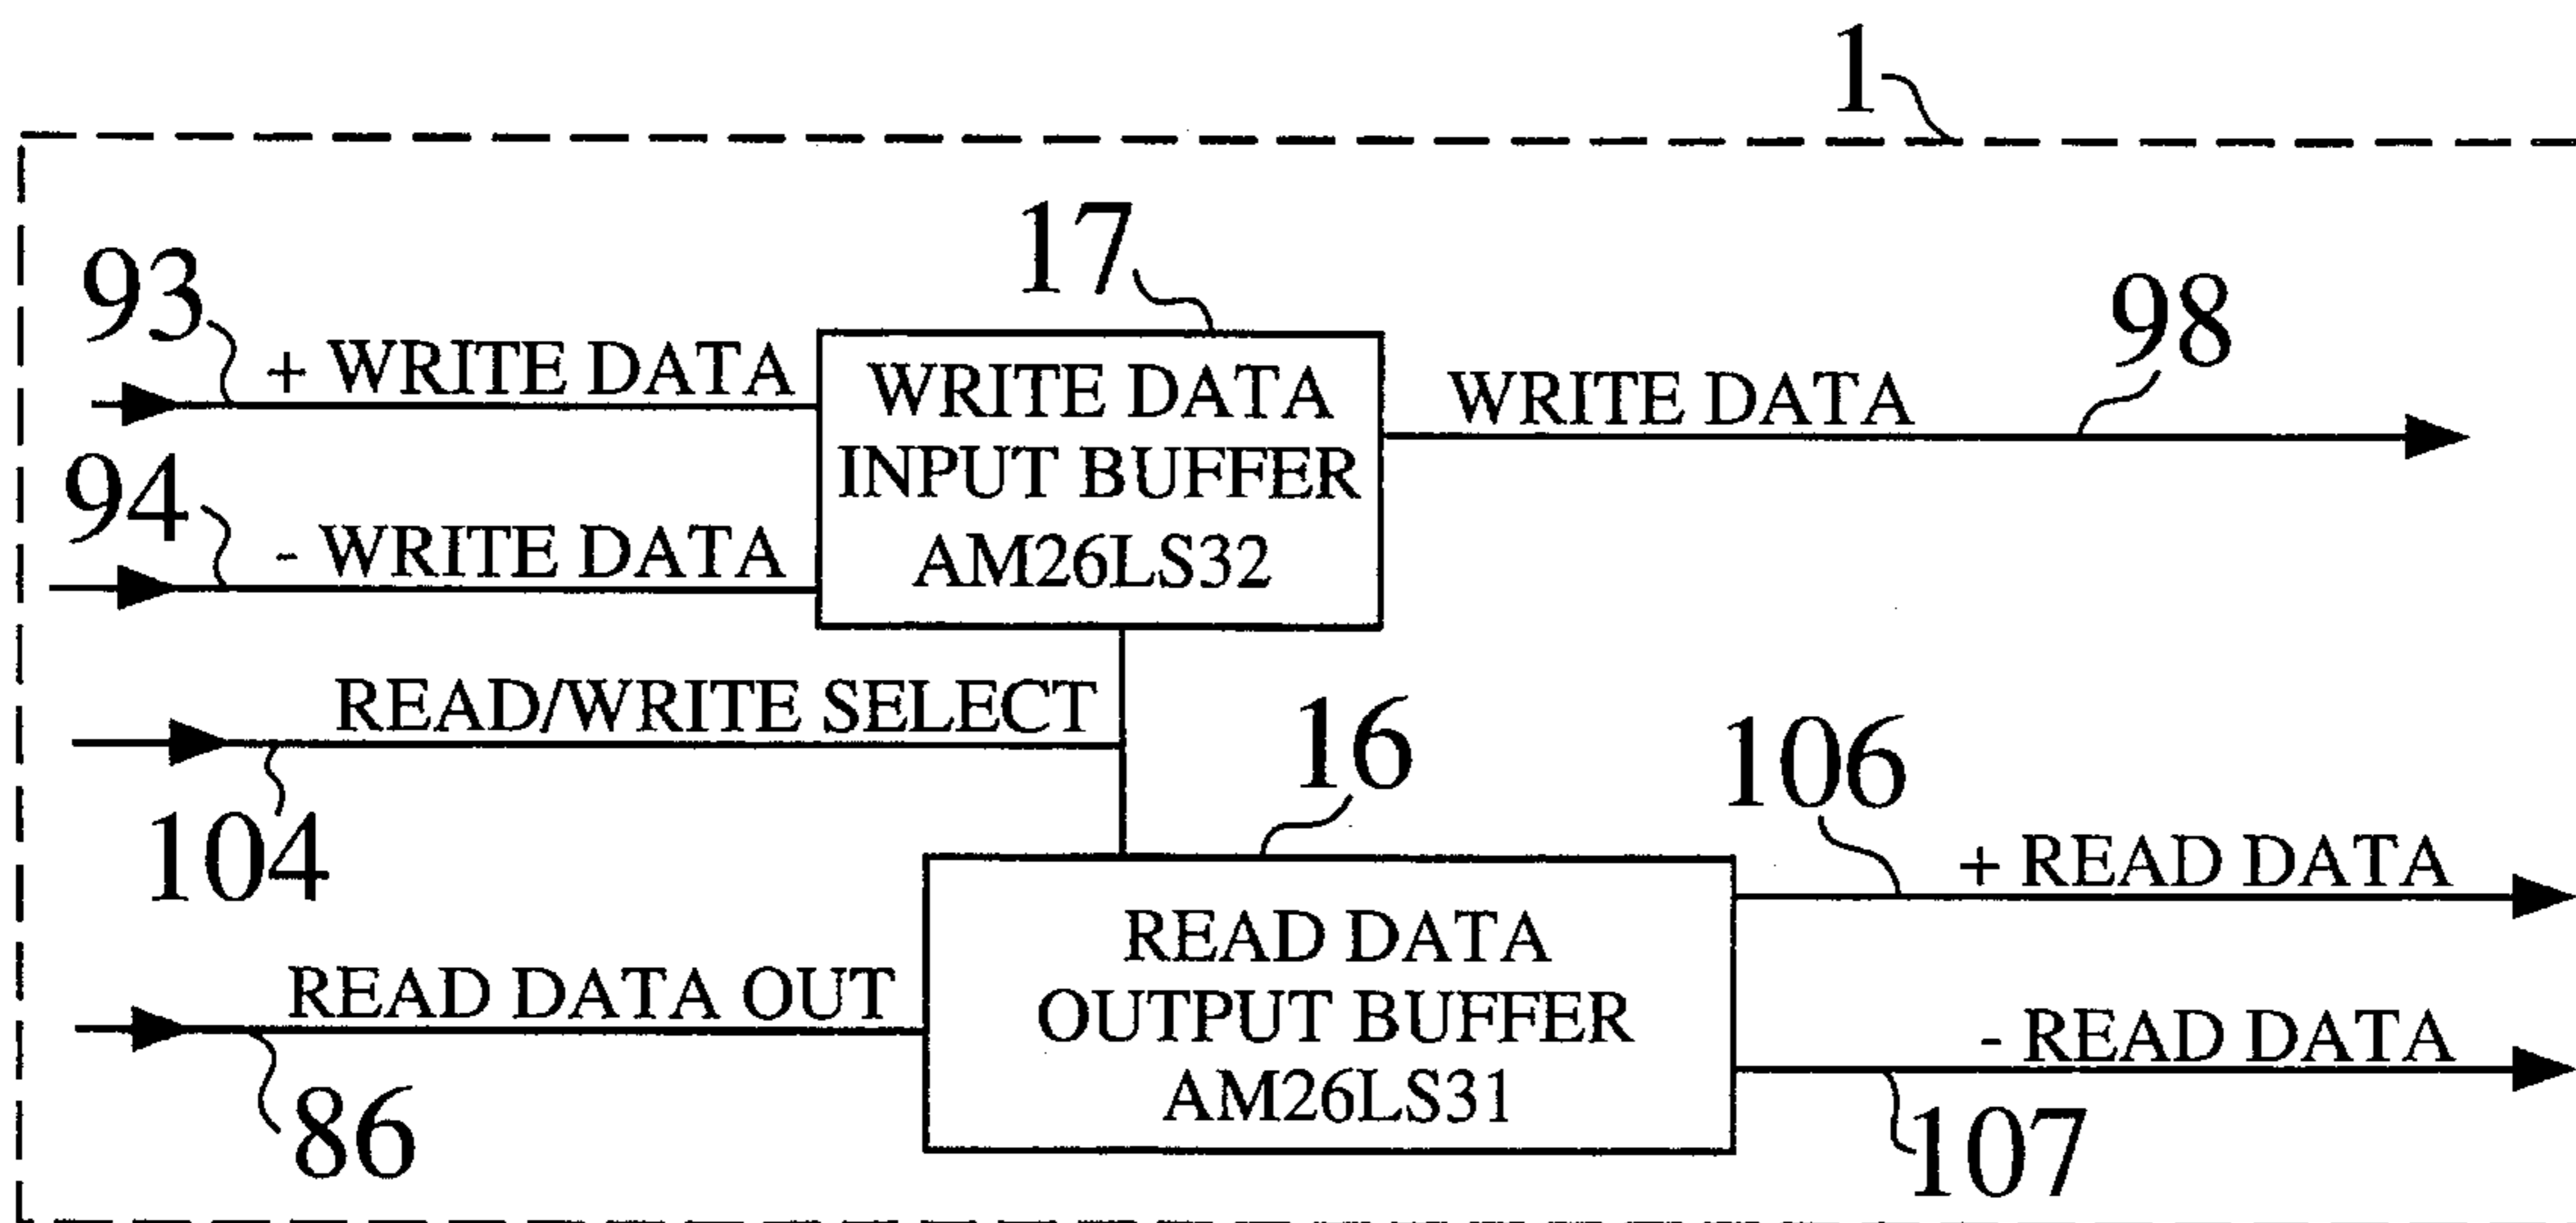 1
17
93
98
+ WRITE DATA
WRITE DATA
INPUT BUFFER
AM26LS32
WRITE DATA
94
- WRITE DATA
READ/WRITE SELECT
104
16
106
+ READ DATA
READ DATA OUT
READ DATA
OUTPUT BUFFER
AM26LS31
- READ DATA
86
107